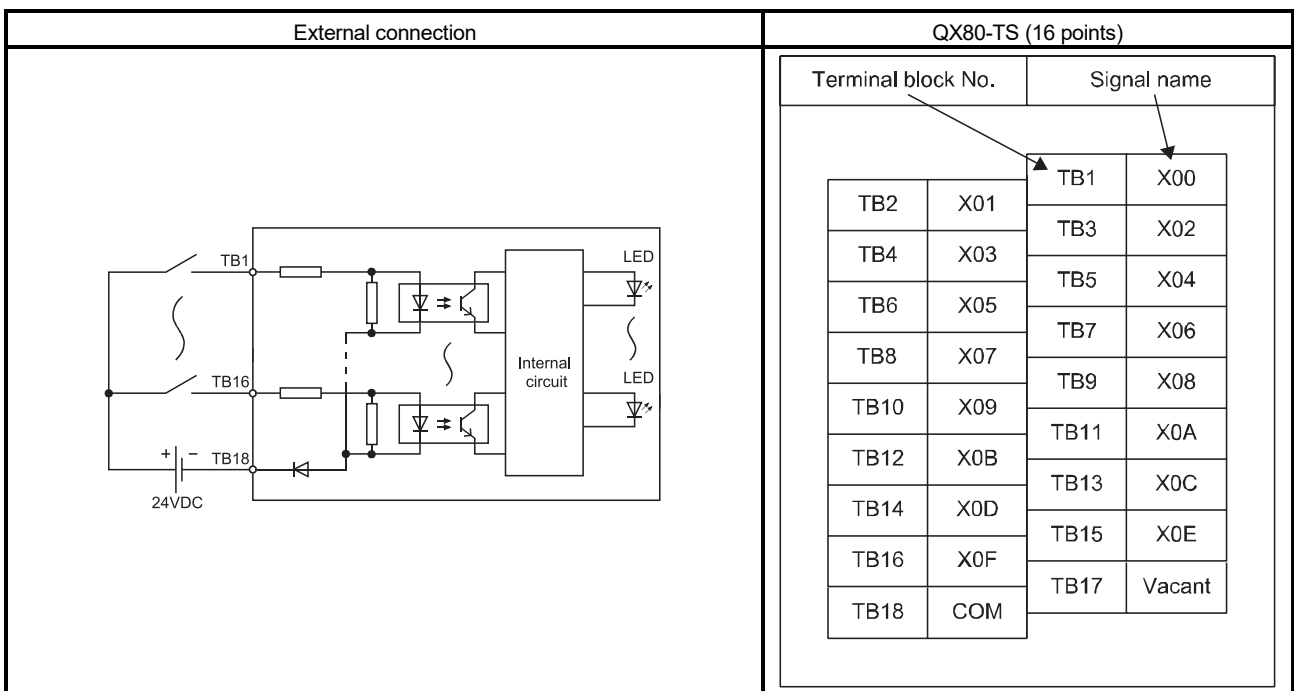 External connection
QX80-TS (16 points)
Terminal block No.
Signal name
TB1
LED
TB16
Internal
circuit
LED
+
−
TB18
24VDC
TB1 X00
TB2 X01
TB3 X02
TB4 X03
TB5 X04
TB6 X05
TB7 X06
TB8 X07
TB9 X08
TB10 X09
TB11 X0A
TB12 X0B
TB13 X0C
TB14 X0D
TB15 X0E
TB16 X0F
TB17 Vacant
TB18 COM